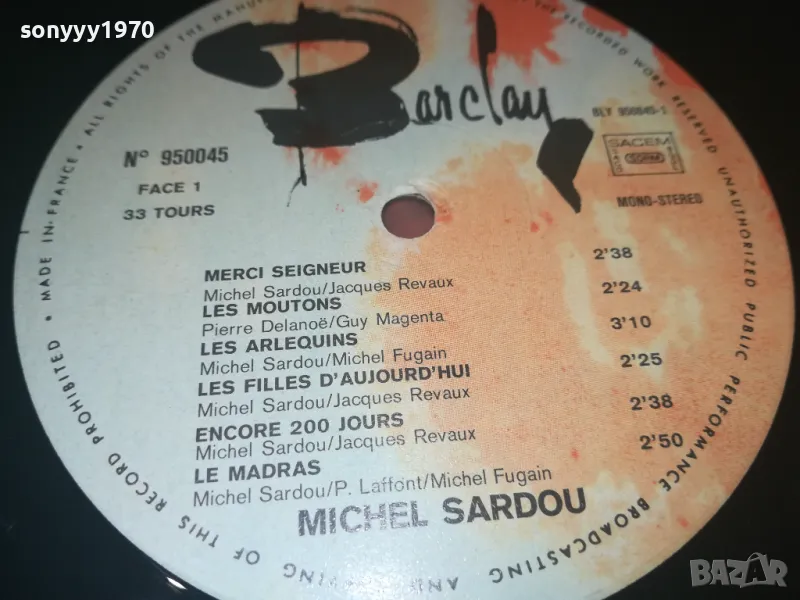 sonyyy1970
Barclay
N° 950045
BLY 950045-1
FACE 1
SACEM
33 TOURS
MONO-STEREO
MERCI SEIGNEUR 2'38
Michel Sardou/Jacques Revaux
LES MOUTONS 2'24
Pierre Delanoë/Guy Magenta
LES ARLEQUINS 3'10
Michel Sardou/Michel Fugain
LES FILLES D'AUJOURD'HUI 2'25
Michel Sardou/Jacques Revaux
ENCORE 200 JOURS 2'38
Michel Sardou/Jacques Revaux
LE MADRAS 2'50
Michel Sardou/P. Laffont/Michel Fugain
MICHEL SARDOU
MADE IN FRANCE • ALL RIGHTS OF THE
THE RECORDED WORK RESERVED UNAUTHORIZED PUBLIC PERFORMANCE BROADCASTING AND
OF THIS RECORD PROHIBITED •
BAZAR